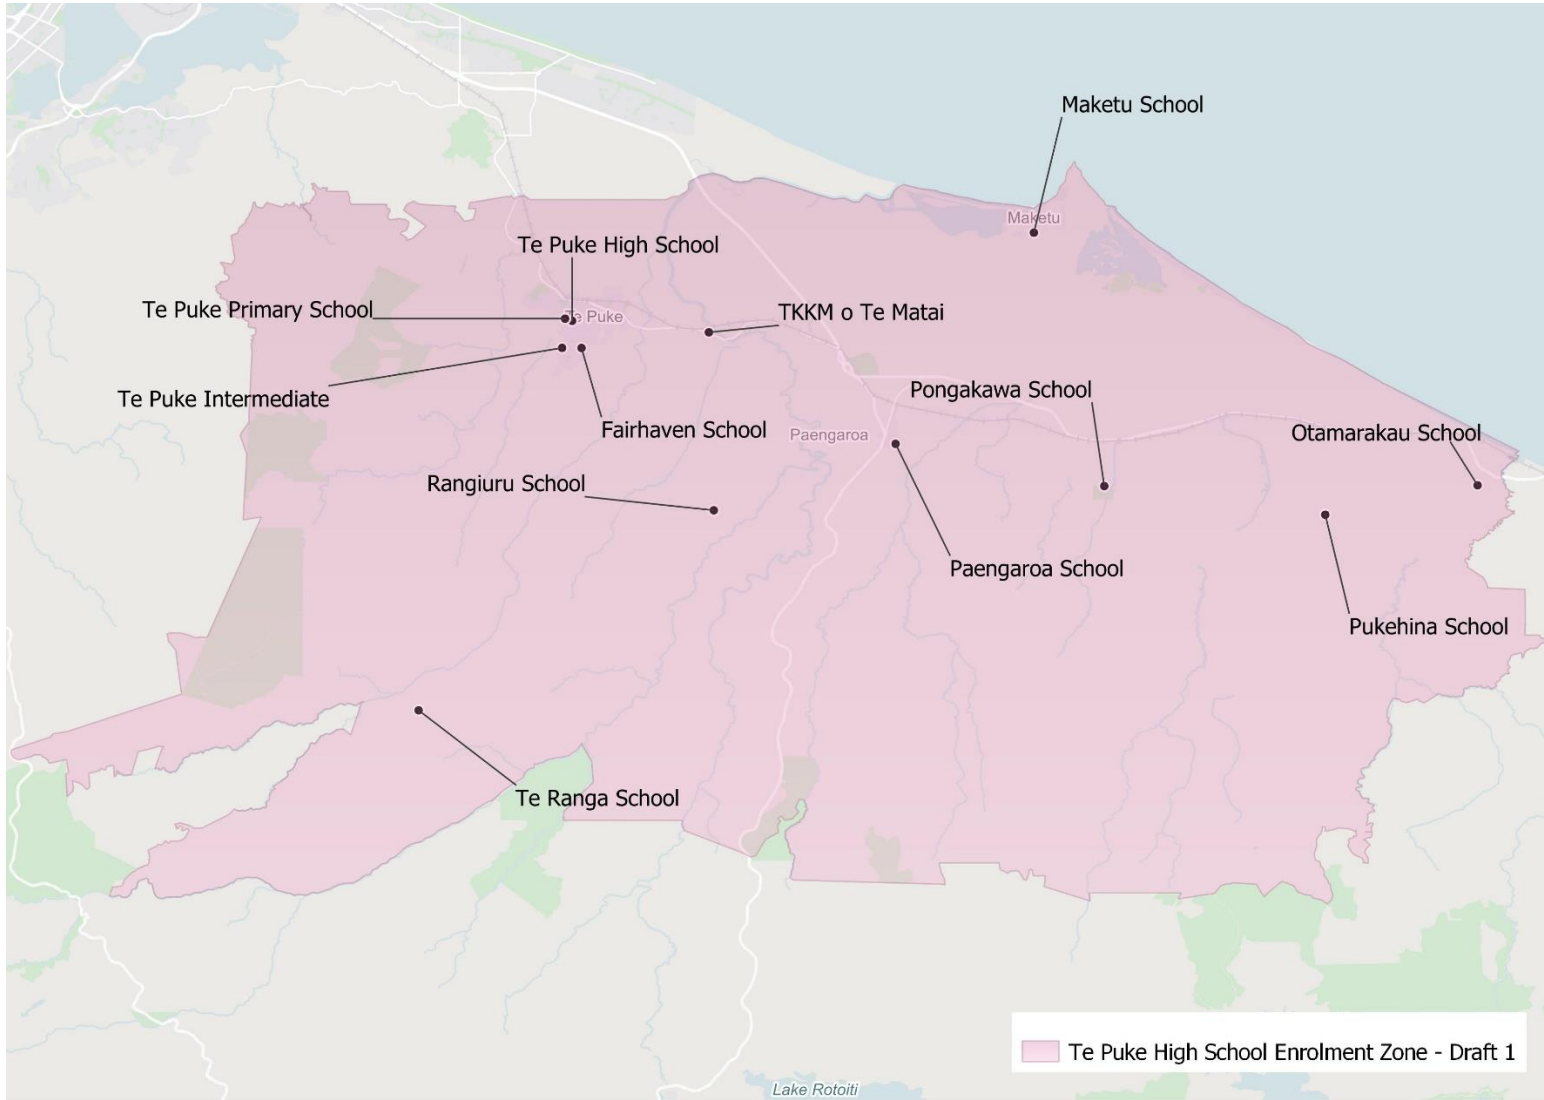 Maketu School
Maketu
Te Puke High School
Te Puke Primary School
Te Puke
TKKM o Te Matai
Te Puke Intermediate
Pongakawa School
Fairhaven School
Paengaroa
Otamarakau School
Rangiuru School
Paengaroa School
Pukehina School
Te Ranga School
Te Puke High School Enrolment Zone - Draft 1
Lake Rotoiti